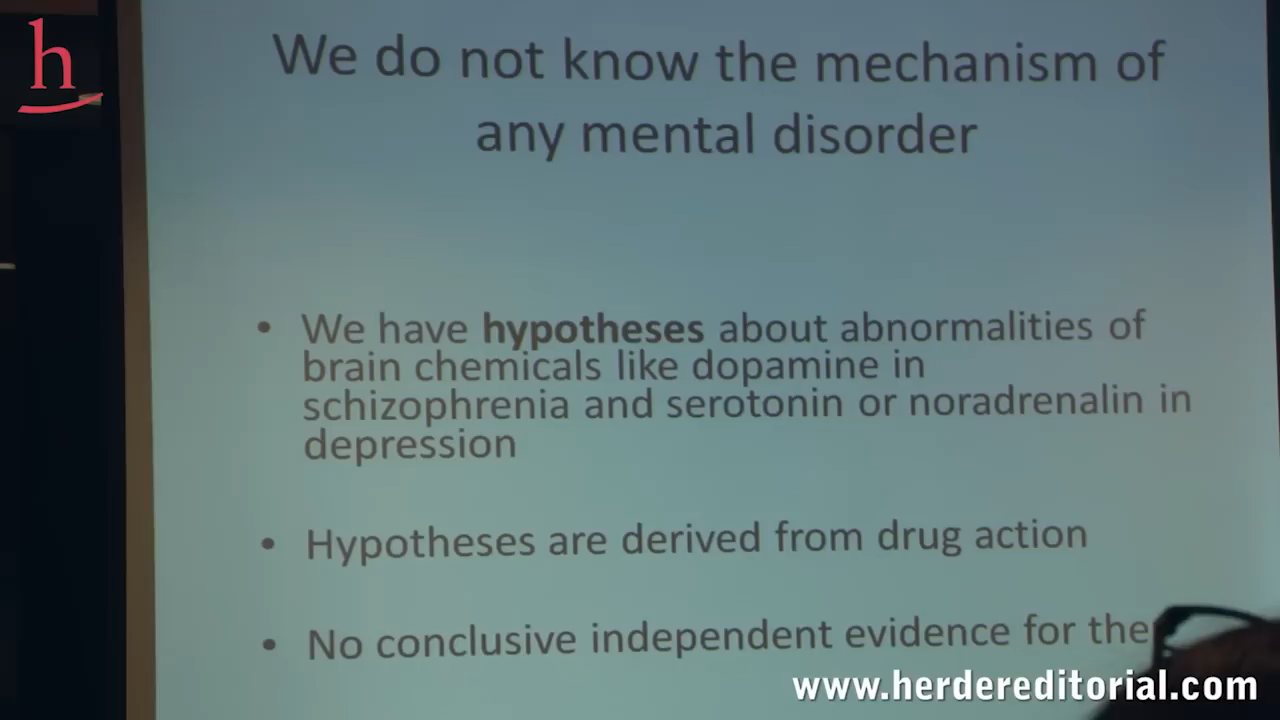 h
We do not know the mechanism of
any mental disorder
• We have hypotheses about abnormalities of
brain chemicals like dopamine in
schizophrenia and serotonin or noradrenalin in
depression
• Hypotheses are derived from drug action
• No conclusive independent evidence for
www.herdereditorial.com